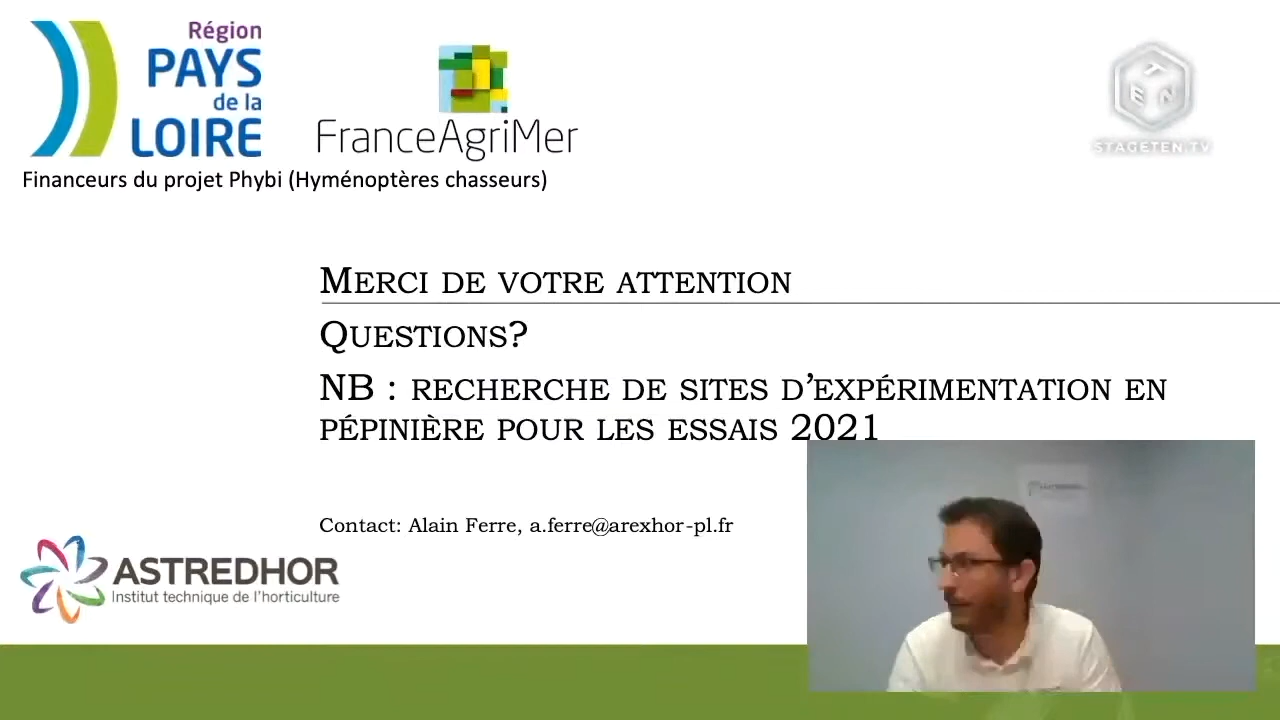 Région
PAYS
de la
LOIRE
FranceAgriMer
TEN
STAGETEN.TV
Financeurs du projet Phybi (Hyménoptères chasseurs)
MERCI DE VOTRE ATTENTION
QUESTIONS?
NB : RECHERCHE DE SITES D’EXPÉRIMENTATION EN
PÉPINIÈRE POUR LES ESSAIS 2021
Contact: Alain Ferre, a.ferre@arexhor-pl.fr
ASTREDHOR
Institut technique de l'horticulture